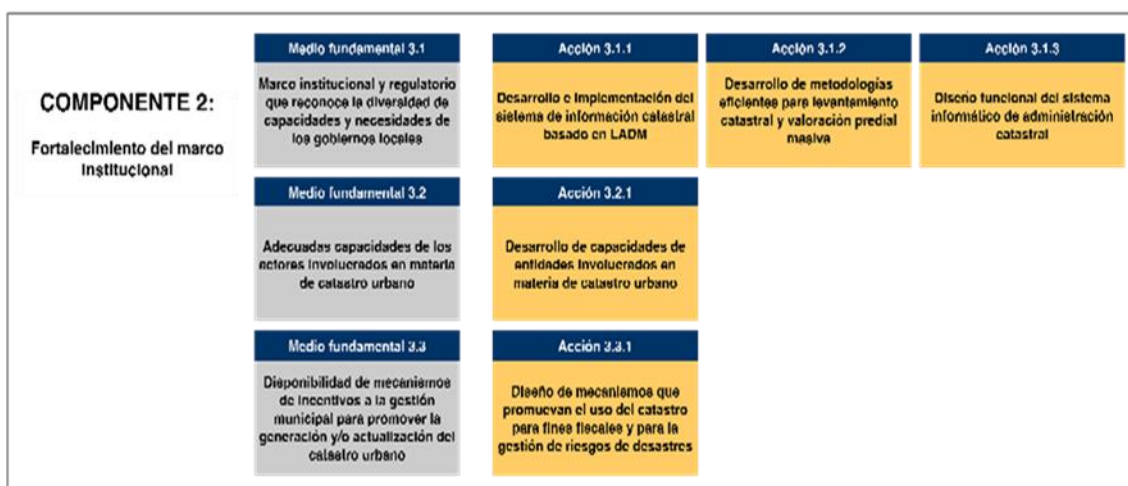 COMPONENTE 2:
Fortalecimiento del marco
institucional
Medio fundamental 3.1
Marco institucional y regulatorio
que reconoce la diversidad de
capacidades y necesidades de
los gobiernos locales
Acción 3.1.1
Desarrollo e implementación del
sistema de información catastral
basado en LADM
Acción 3.1.2
Desarrollo de metodologías
eficientes para levantamiento
catastral y valoración predial
masiva
Acción 3.1.3
Diseño funcional del sistema
informático de administración
catastral
Medio fundamental 3.2
Adecuadas capacidades de los
actores involucrados en materia
de catastro urbano
Acción 3.2.1
Desarrollo de capacidades de
entidades involucrados en
materia de catastro urbano
Medio fundamental 3.3
Disponibilidad de mecanismos
de incentivos a la gestión
municipal para promover la
generación y/o actualización del
catastro urbano
Acción 3.3.1
Diseño de mecanismos que
promuevan el uso del catastro
para fines fiscales y para la
gestión de riesgos de desastres